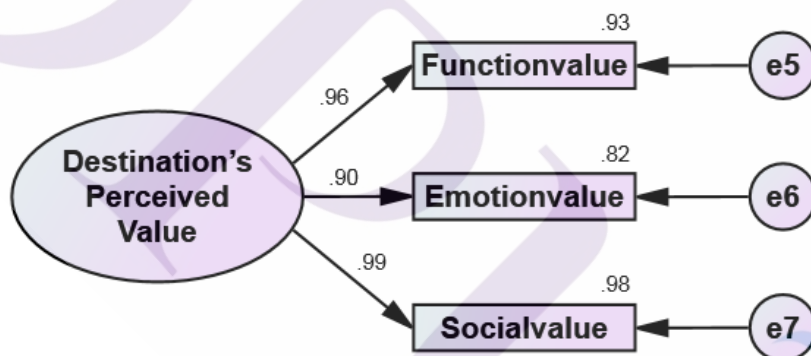 .93
Functionvalue
e5
.96
Destination's
Perceived
Value
.90
.82
Emotionvalue
e6
.99
.98
Socialvalue
e7